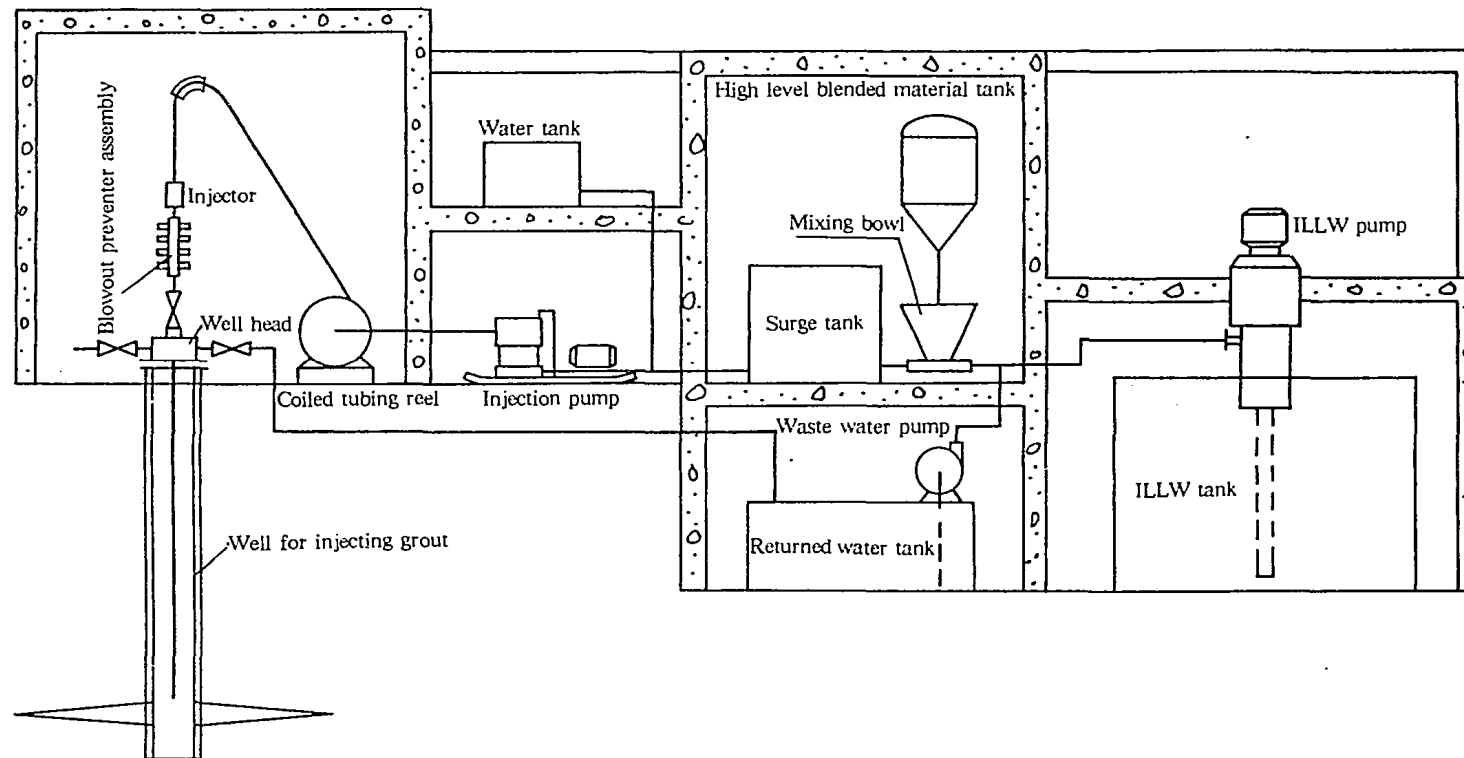 Blowout preventer assembly
Injector
Well head
Coiled tubing reel
Well for injecting grout
Water tank
Injection pump
High level blended material tank
Mixing bowl
Surge tank
Waste water pump
Returned water tank
ILLW pump
ILLW tank